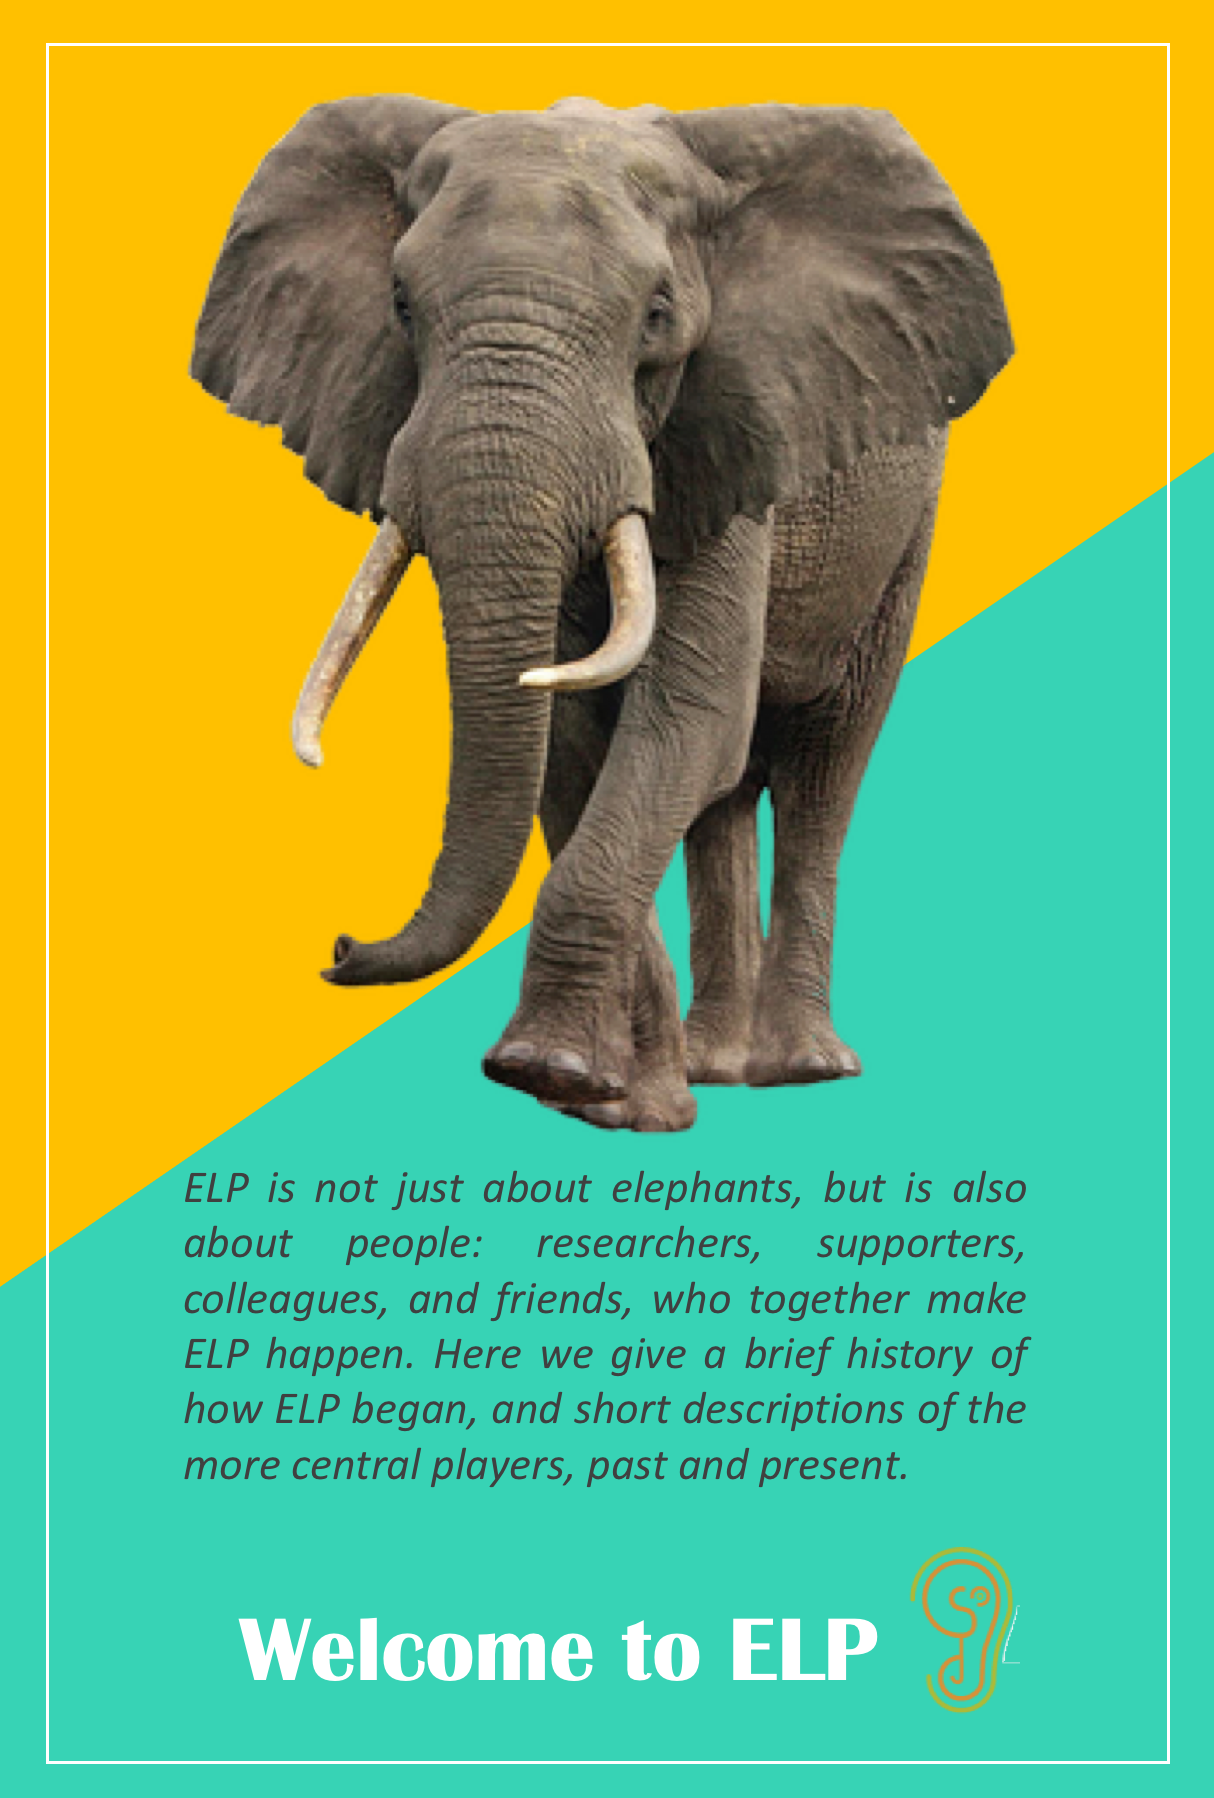 ELP is not just about elephants, but is also
about people: researchers, supporters,
colleagues, and friends, who together make
ELP happen. Here we give a brief history of
how ELP began, and short descriptions of the
more central players, past and present.
Welcome to ELP